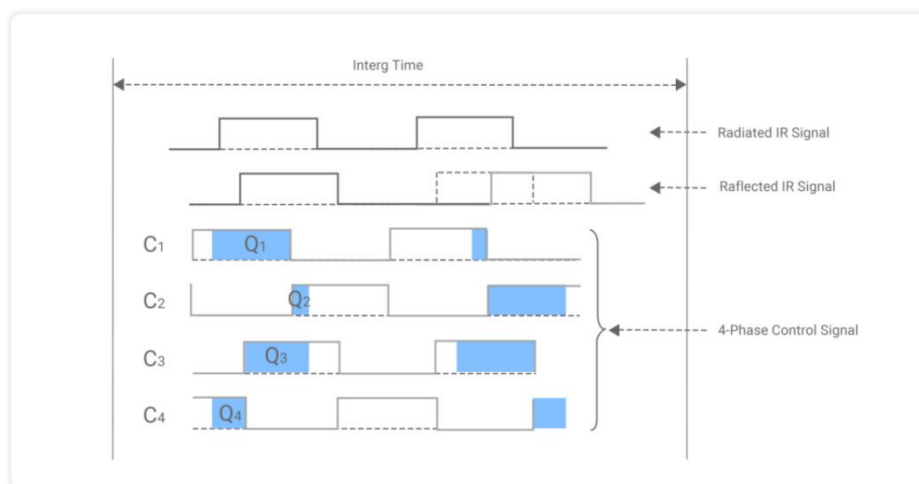 Interg Time
Radiated IR Signal
Raflected IR Signal
C1 Q1
C2 Q2
4-Phase Control Signal
C3 Q3
C4 Q4